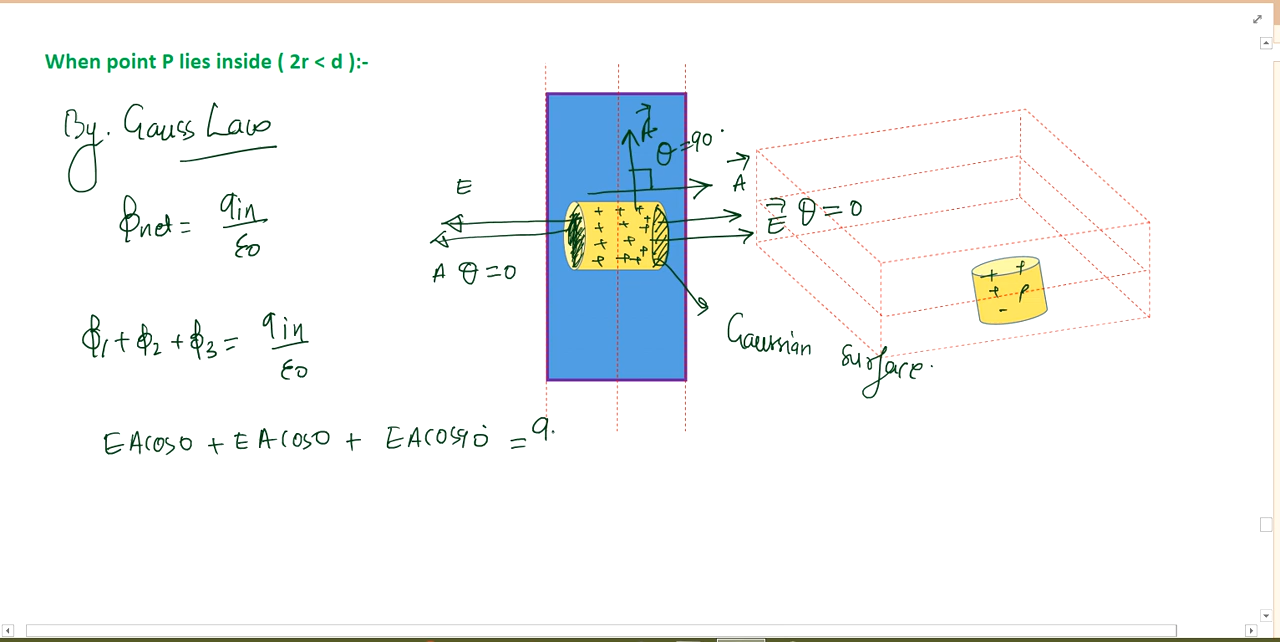 When point P lies inside ( 2r < d ):-
By. Gauss Law
ϕnet = qin/ε0
ϕ1 + ϕ2 + ϕ3 = qin/ε0
EAcos0 + EAcos0 + EAcos90° = q.
A
θ=90°
A
E
E θ=0
A θ=0
+ + +
+ + +
+ + +
+ + + +
Gaussian surface.
+ +
+ P
-